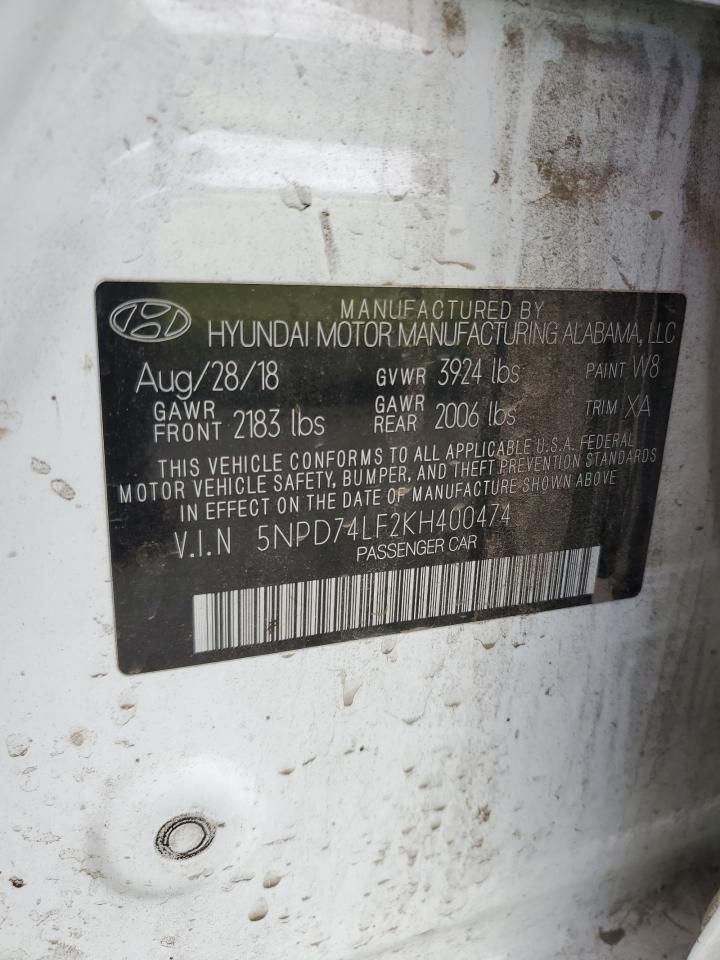 MANUFACTURED BY
HYUNDAI MOTOR MANUFACTURING ALABAMA, LLC
Aug/28/18 GVWR 3924 lbs PAINT W8
GAWR FRONT 2183 lbs GAWR REAR 2006 lbs TRIM XA
THIS VEHICLE CONFORMS TO ALL APPLICABLE U.S.A. FEDERAL
MOTOR VEHICLE SAFETY, BUMPER, AND THEFT PREVENTION STANDARDS
IN EFFECT ON THE DATE OF MANUFACTURE SHOWN ABOVE
V.I.N 5NPD74LF2KH400474
PASSENGER CAR